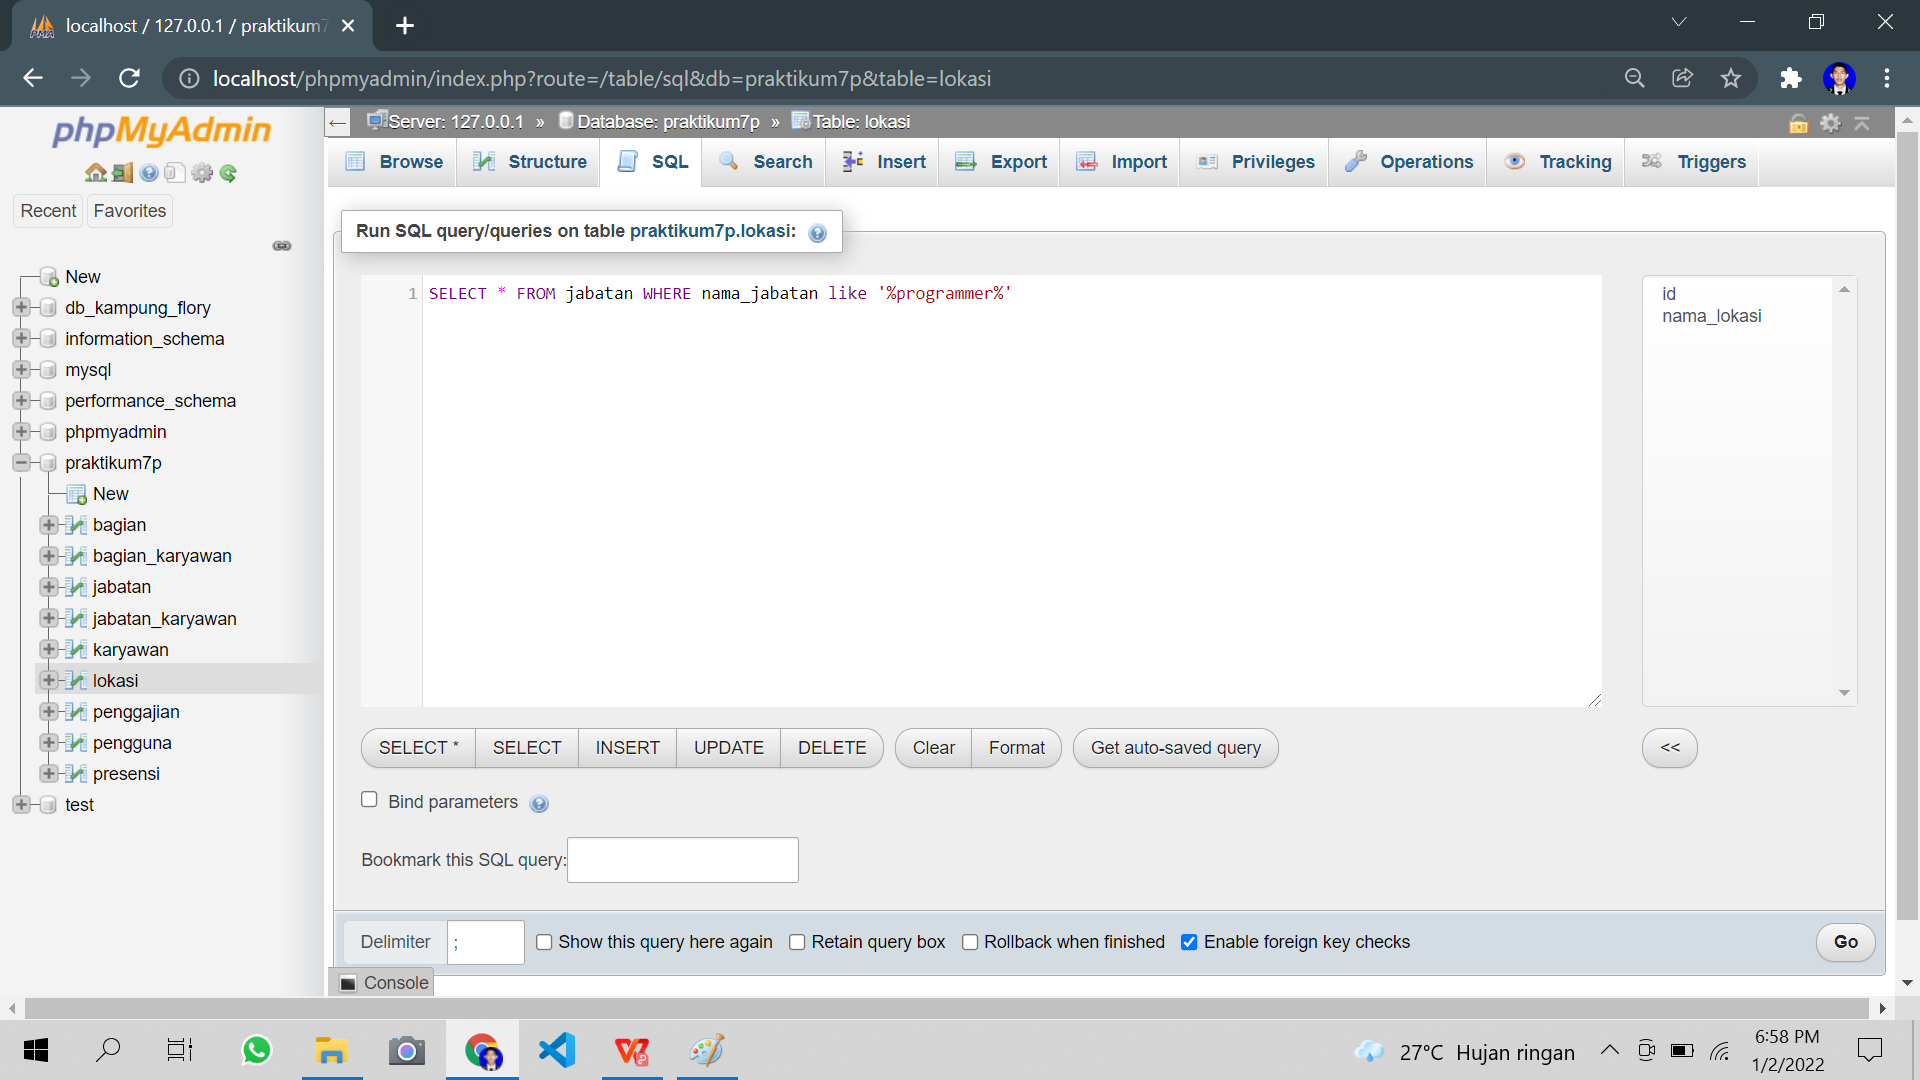 localhost / 127.0.0.1 / praktikum7
localhost/phpmyadmin/index.php?route=/table/sql&db=praktikum7p&table=lokasi
phpMyAdmin
Recent Favorites
New
db_kampung_flory
information_schema
mysql
performance_schema
phpmyadmin
praktikum7p
New
bagian
bagian_karyawan
jabatan
jabatan_karyawan
karyawan
lokasi
penggajian
pengguna
presensi
test
Server: 127.0.0.1 » Database: praktikum7p » Table: lokasi
Browse Structure SQL Search Insert Export Import Privileges Operations Tracking Triggers
Run SQL query/queries on table praktikum7p.lokasi:
1 SELECT * FROM jabatan WHERE nama_jabatan like '%programmer%'
id
nama_lokasi
SELECT * SELECT INSERT UPDATE DELETE Clear Format Get auto-saved query <<
Bind parameters
Bookmark this SQL query:
Delimiter ; Show this query here again Retain query box Rollback when finished Enable foreign key checks Go
Console
27°C Hujan ringan
6:58 PM
1/2/2022